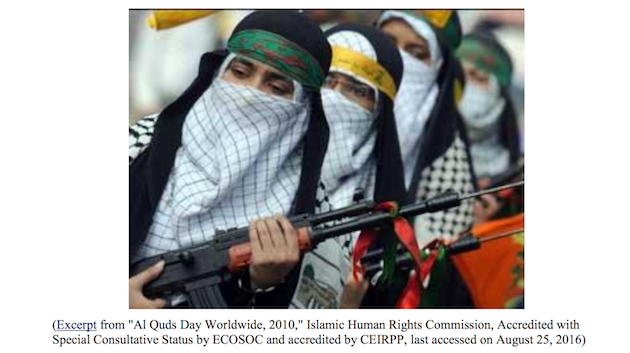 (Excerpt from "Al Quds Day Worldwide, 2010," Islamic Human Rights Commission, Accredited with
Special Consultative Status by ECOSOC and accredited by CEIRPP, last accessed on August 25, 2016)